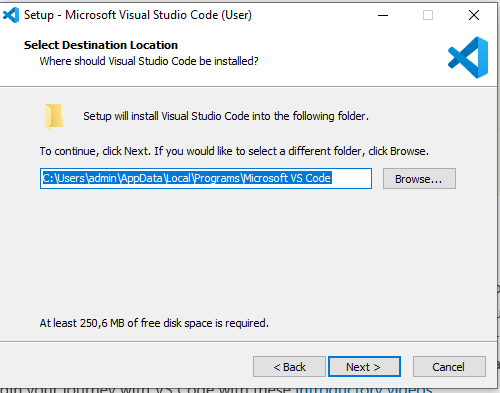 Setup - Microsoft Visual Studio Code (User)
Select Destination Location
Where should Visual Studio Code be installed?
Setup will install Visual Studio Code into the following folder.
To continue, click Next. If you would like to select a different folder, click Browse.
C:\Users\admin\AppData\Local\Programs\Microsoft VS Code
Browse...
At least 250,6 MB of free disk space is required.
< Back
Next >
Cancel
your journey with VS Code with these introductory videos